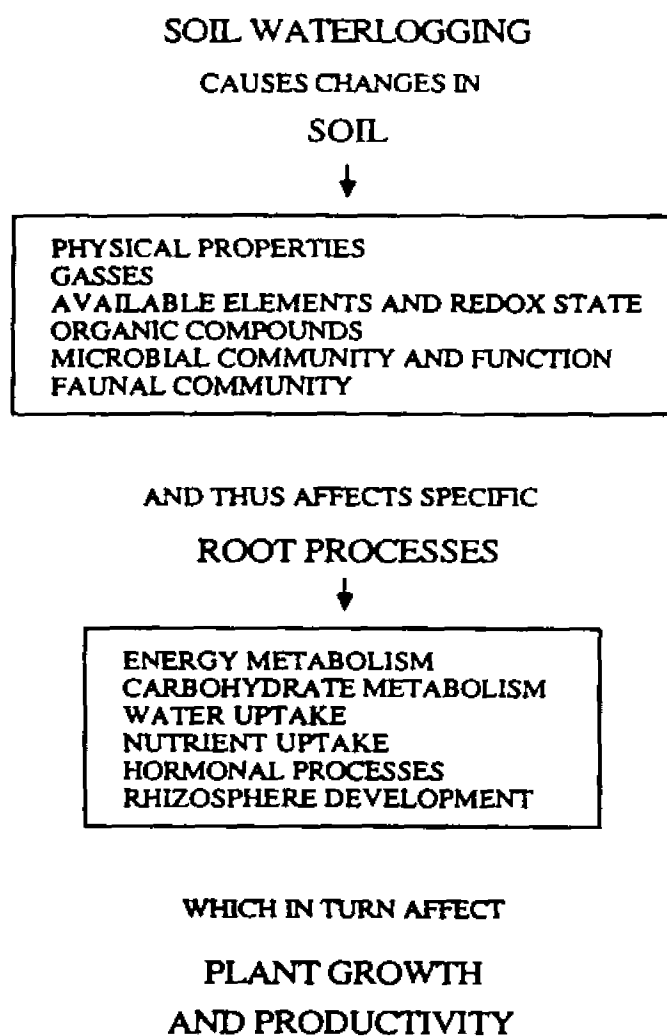 SOIL WATERLOGGING
CAUSES CHANGES IN
SOIL
PHYSICAL PROPERTIES
GASSES
AVAILABLE ELEMENTS AND REDOX STATE
ORGANIC COMPOUNDS
MICROBIAL COMMUNITY AND FUNCTION
FAUNAL COMMUNITY
AND THUS AFFECTS SPECIFIC
ROOT PROCESSES
ENERGY METABOLISM
CARBOHYDRATE METABOLISM
WATER UPTAKE
NUTRIENT UPTAKE
HORMONAL PROCESSES
RHIZOSPHERE DEVELOPMENT
WHICH IN TURN AFFECT
PLANT GROWTH
AND PRODUCTIVITY